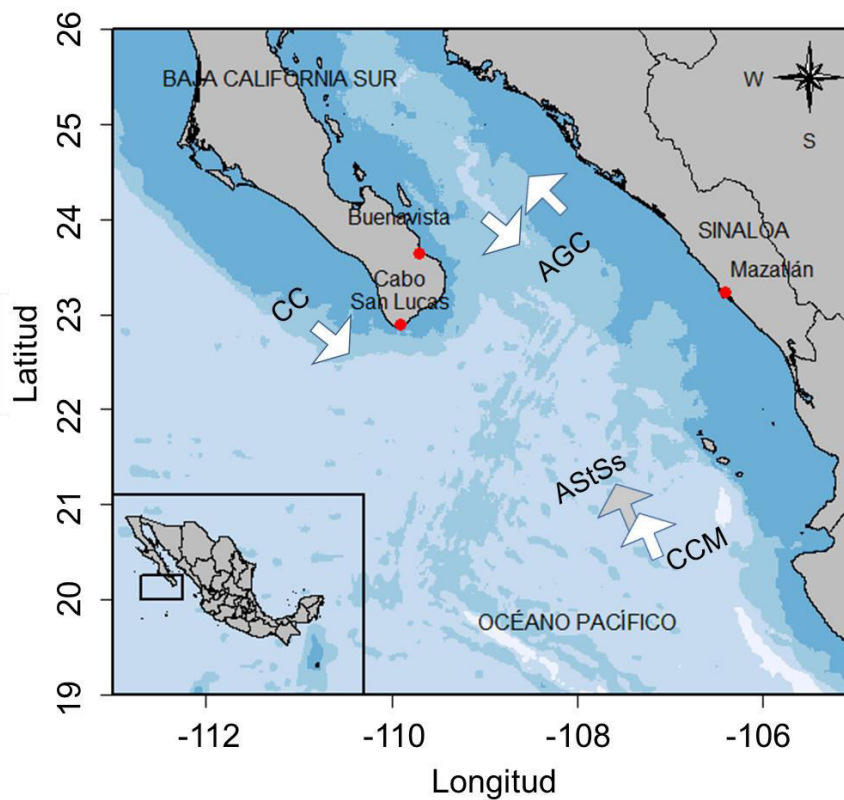 26
25
24
23
22
21
20
19
Latitud
BAJA CALIFORNIA SUR
W
S
Buenavista
SINALOA
AGC
Mazatlán
Cabo
San Lucas
CC
AStSs
CCM
OCÉANO PACÍFICO
-112
-110
-108
-106
Longitud